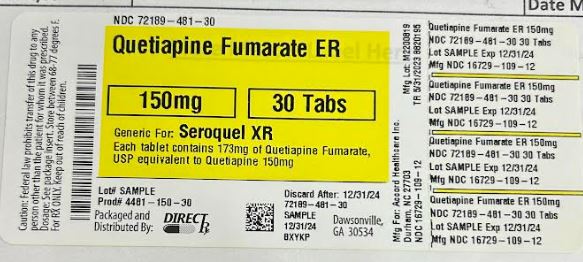 Date M
NDC 72189-481-30
Quetiapine Fumarate ER
150mg
30 Tabs
Generic For: Seroquel XR
Each tablet contains 173mg of Quetiapine Fumarate,
USP equivalent to Quetiapine 150mg
Lot# SAMPLE
Prod# 4481-150-30
Packaged and
Distributed By:
DIRECT Rx
Discard After: 12/31/24
SAMPLE
12/31/24
BXYKP
Dawsonville,
GA 30534
Caution: Federal law prohibits transfer of this drug to any
person other than the patient for whom it was prescribed.
Dosage: See package insert. Store between 68-77 degrees F.
For RX ONLY. Keep out of reach of children.
Mfg Lot: M2200819
TR 5/31/2023 8820195
Mfg For: Accord Healthcare Inc.
Durham, NC 27703
NDC 16729-109-12
Quetiapine Fumarate ER 150mg
NDC 72189-481-30 30 Tabs
Lot SAMPLE Exp 12/31/24
Mfg NDC 16729-109-12
Quetiapine Fumarate ER 150mg
NDC 72189-481-30 30 Tabs
Lot SAMPLE Exp 12/31/24
Mfg NDC 16729-109-12
Quetiapine Fumarate ER 150mg
NDC 72189-481-30 30 Tabs
Lot SAMPLE Exp 12/31/24
Mfg NDC 16729-109-12
Quetiapine Fumarate ER 150mg
NDC 72189-481-30 30 Tabs
Lot SAMPLE Exp 12/31/24
Mfg NDC 16729-109-12